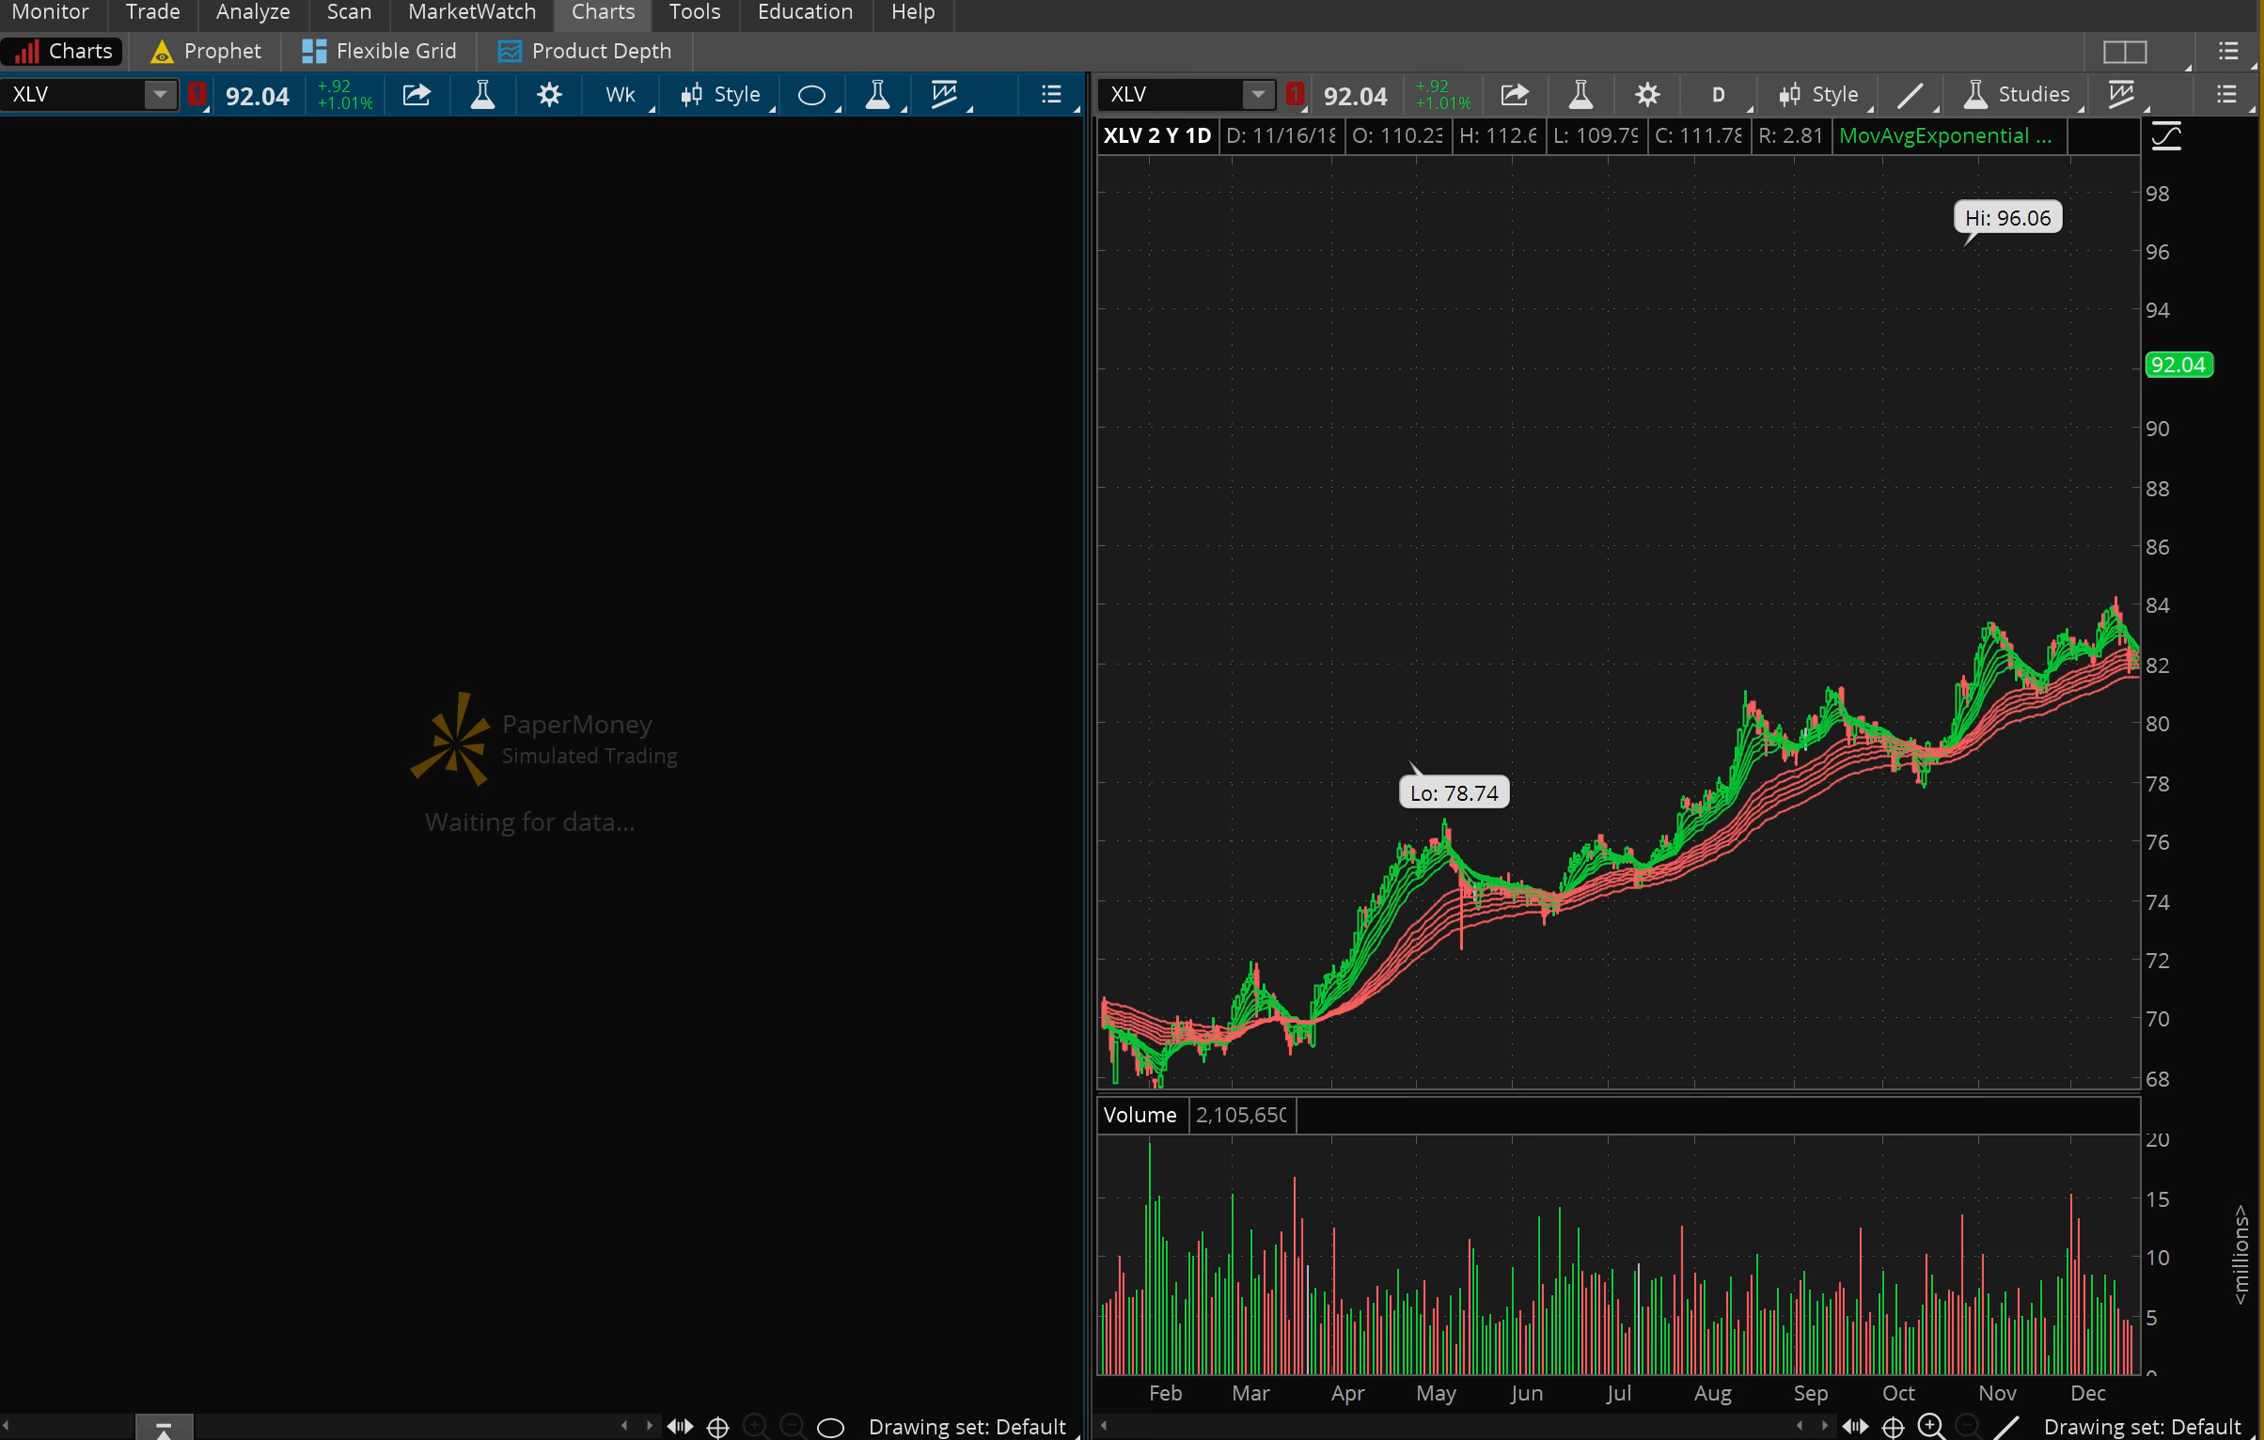 Monitor Trade Analyze Scan MarketWatch Charts Tools Education Help
Charts Prophet Flexible Grid Product Depth
XLV 1 92.04 +.92 +1.01% Wk Style
XLV 1 92.04 +.92 +1.01% D Style Studies
XLV 2 Y 1D D: 11/16/18 O: 110.23 H: 112.6 L: 109.79 C: 111.78 R: 2.81 MovAvgExponential ...
98
Hi: 96.06
96
94
92.04
90
88
86
84
82
80
78
Lo: 78.74
76
74
72
70
68
PaperMoney
Simulated Trading
Waiting for data...
Volume 2,105,650
20
15
10
5
<millions>
Feb Mar Apr May Jun Jul Aug Sep Oct Nov Dec
Drawing set: Default
Drawing set: Default